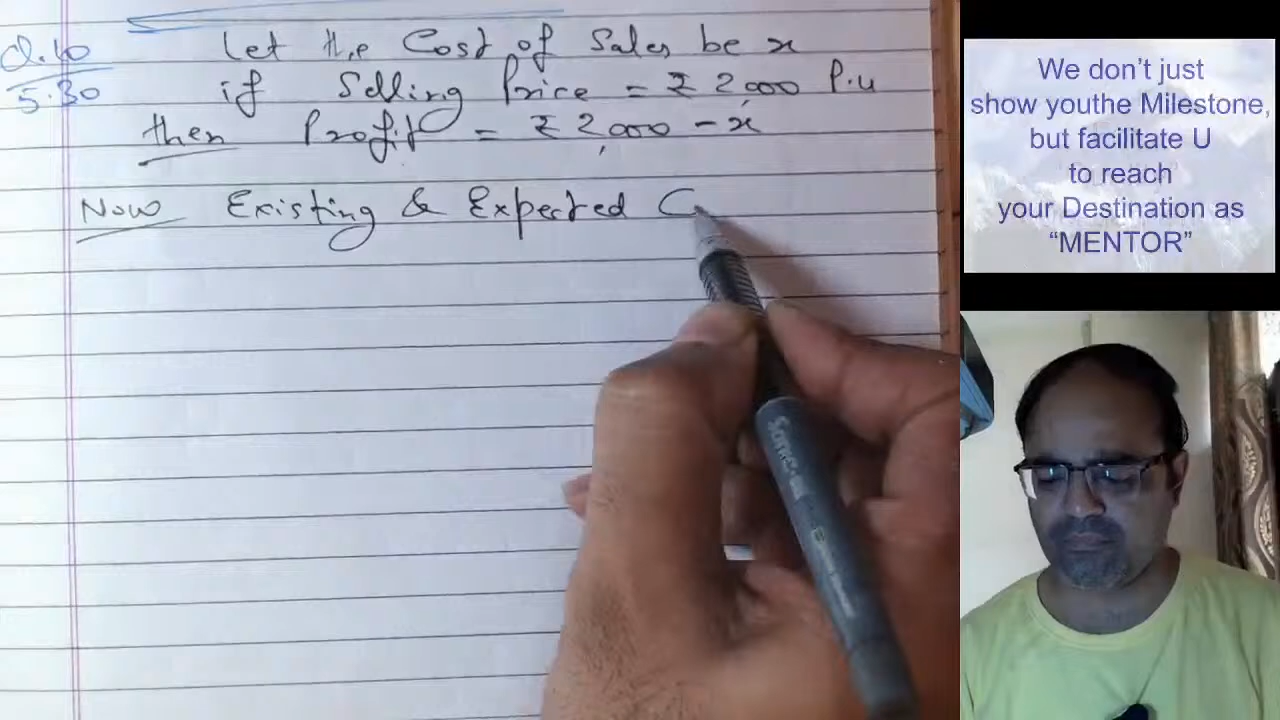 Q.10
5.30
Let the Cost of Sales be x
if Selling Price = ₹ 2,000 P.u
then Profit = ₹ 2,000 - x
Now Existing & Expected C
We don't just
show youthe Milestone,
but facilitate U
to reach
your Destination as
"MENTOR"